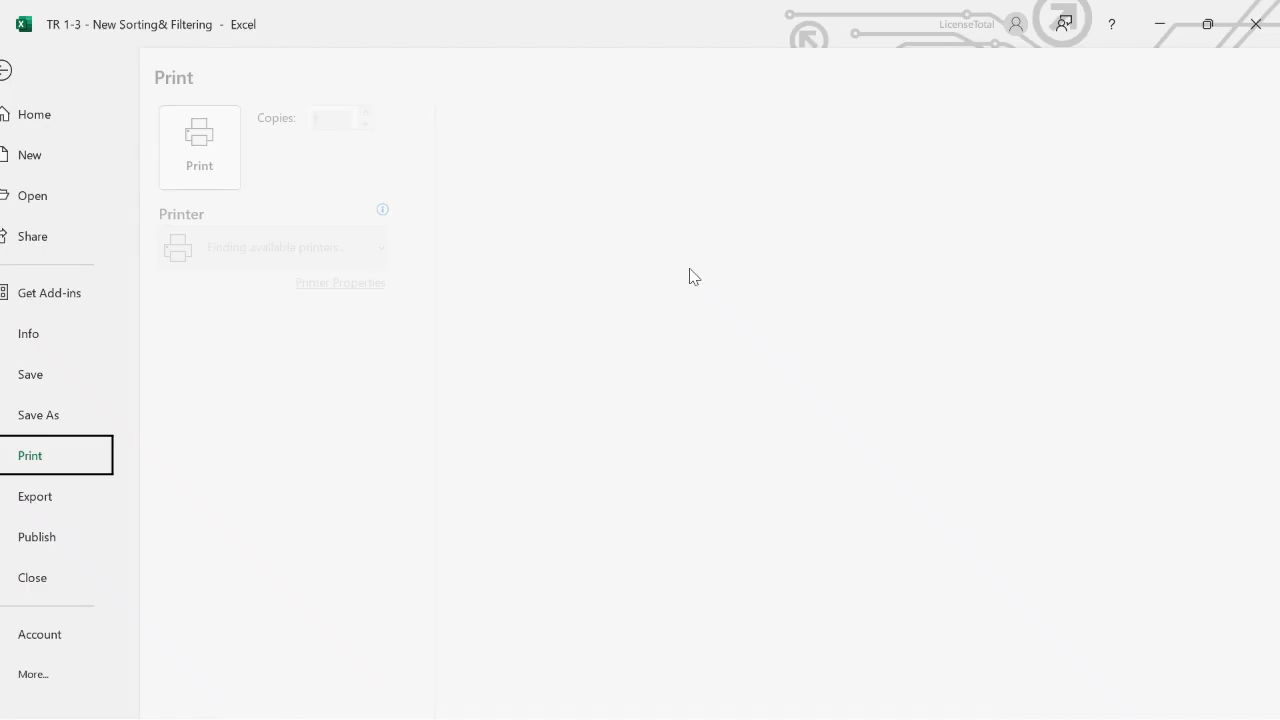 TR 1-3 - New Sorting& Filtering - Excel
LicenseTotal
?
Print
Home
New
Open
Share
Get Add-ins
Info
Save
Save As
Print
Export
Publish
Close
Account
More...
Print
Copies:
Printer
Finding available printers...
Printer Properties